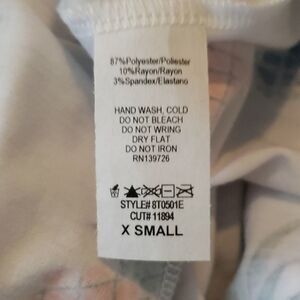 87%Polyester/Poliester
10%Rayon/Rayon
3%Spandex/Elastano
HAND WASH, COLD
DO NOT BLEACH
DO NOT WRING
DRY FLAT
DO NOT IRON
RN139726
STYLE# 8T0501E
CUT# 11894
X SMALL